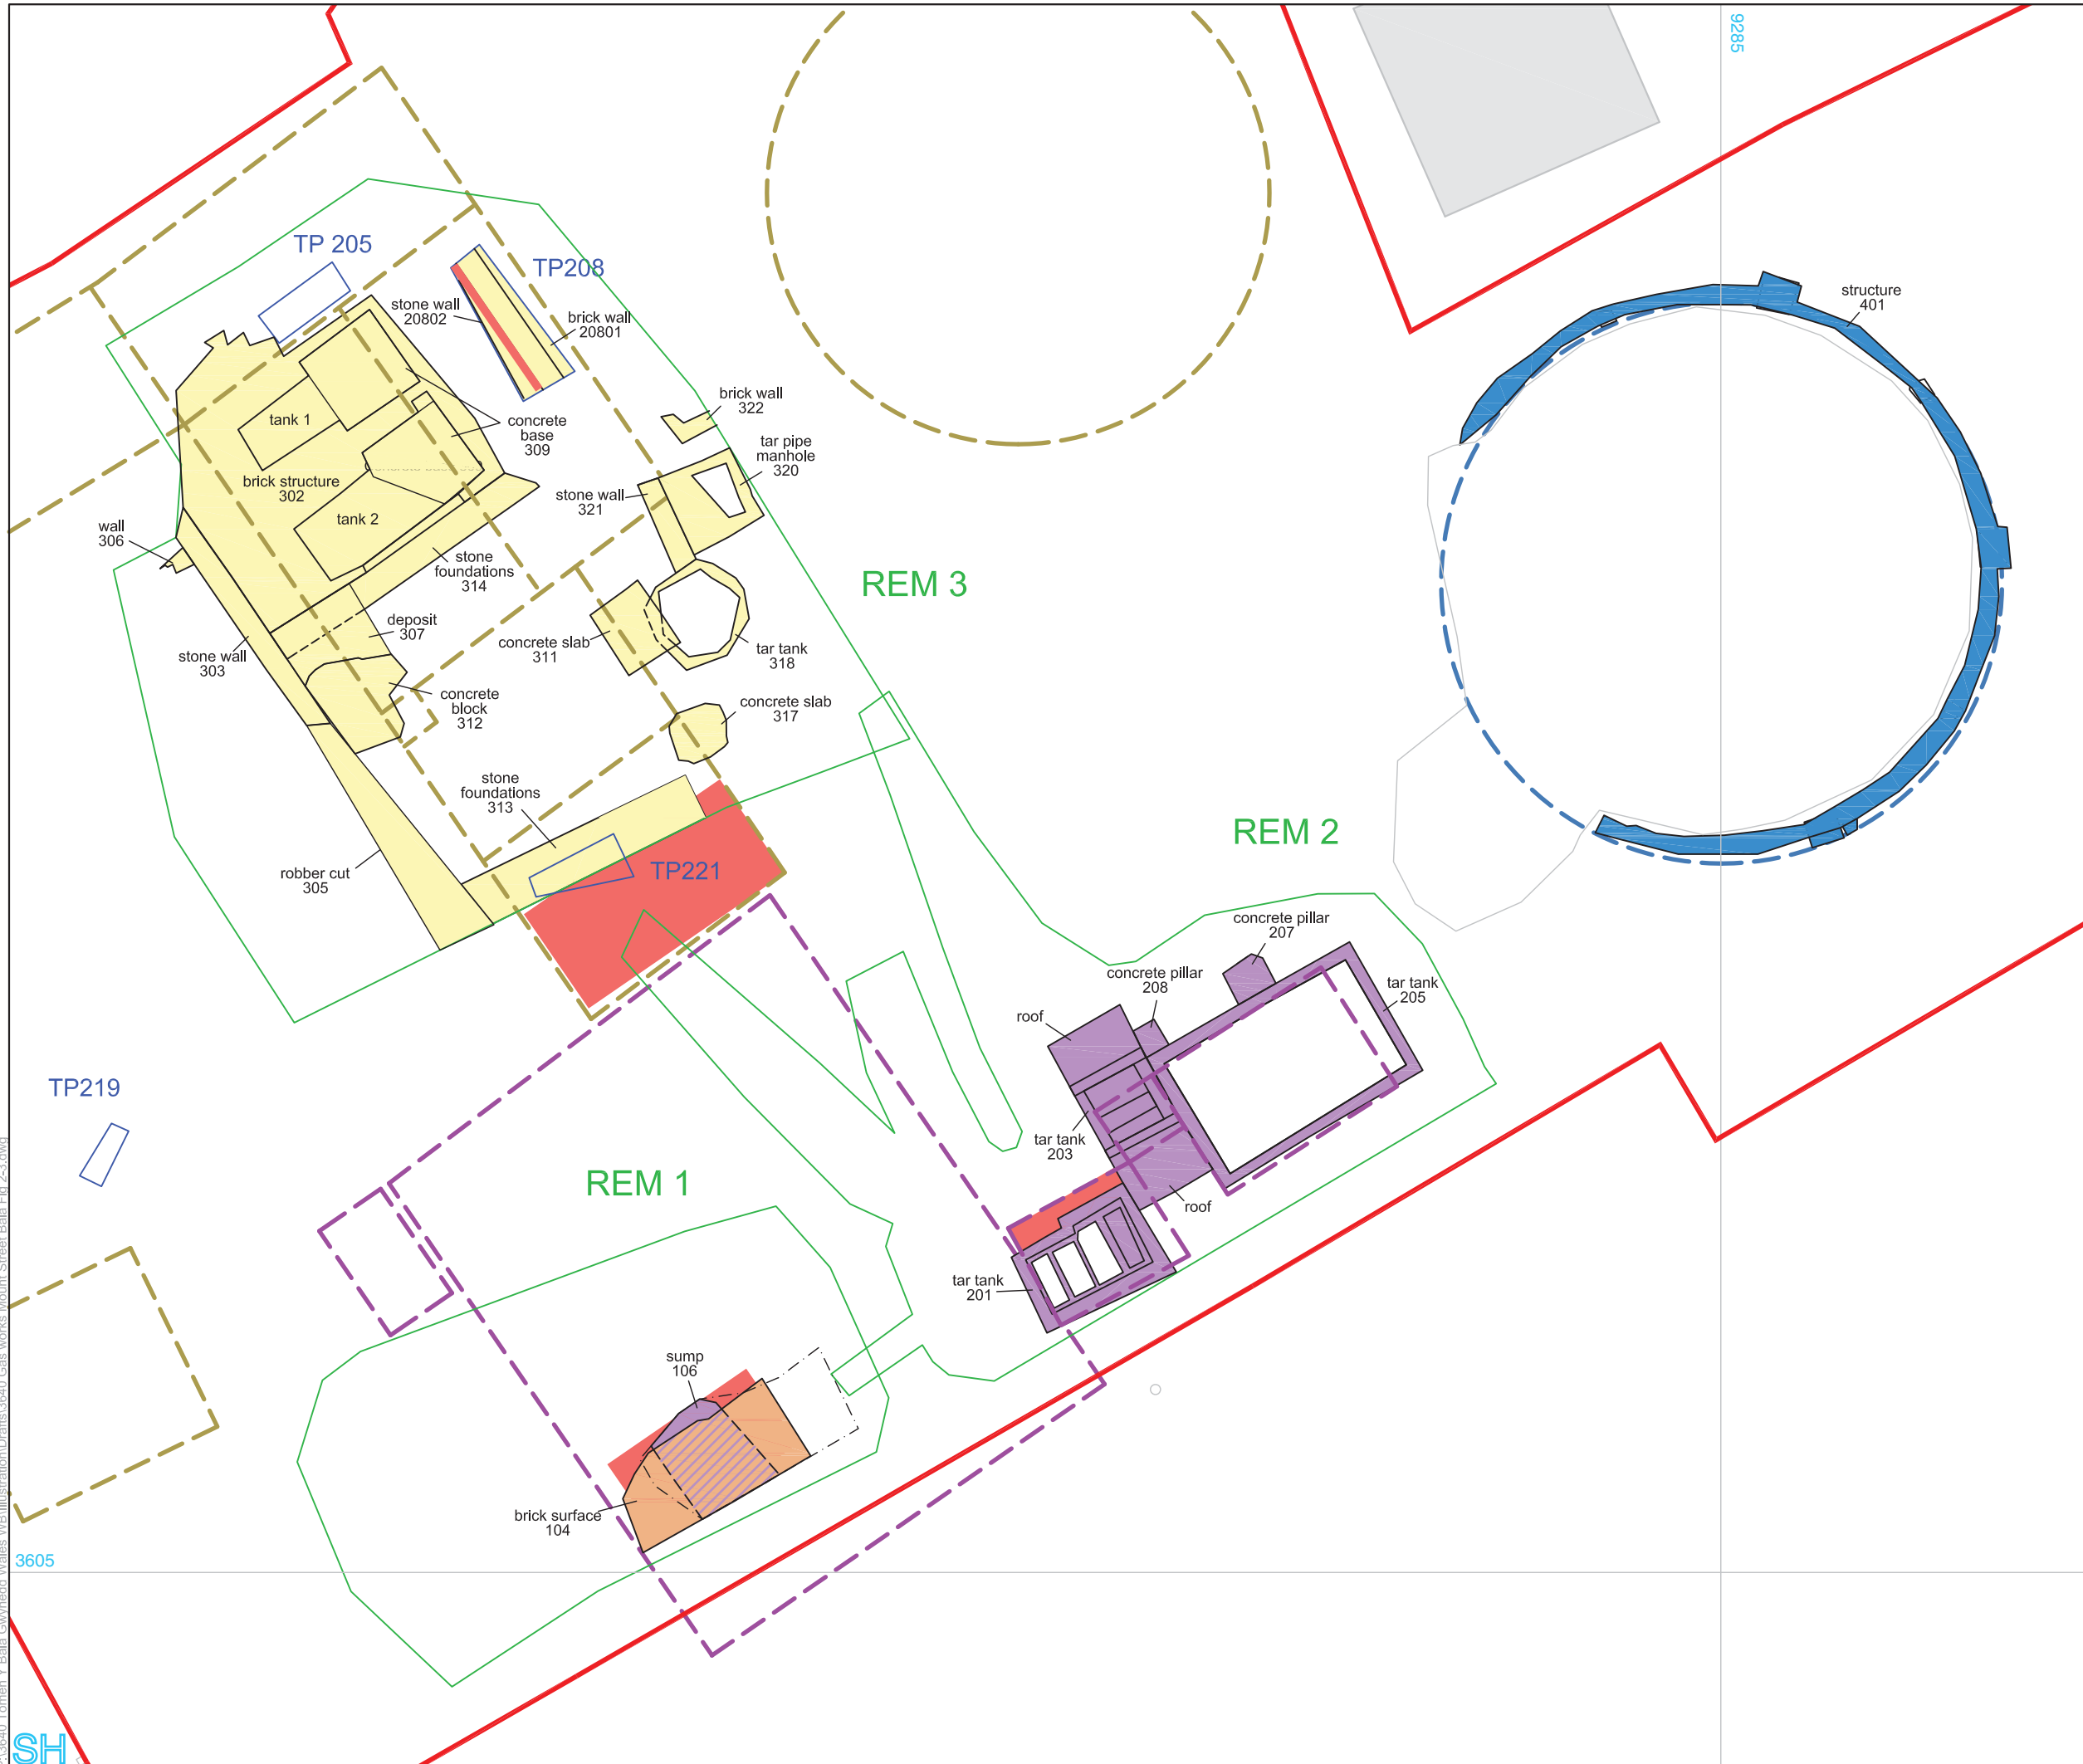 9285
structure
401
TP 205
TP208
stone wall
20802
brick wall
20801
brick wall
322
tank 1
concrete
base
309
tar pipe
manhole
320
brick structure
302
stone wall
321
tank 2
wall
306
stone
foundations
314
REM 3
deposit
307
concrete slab
311
tar tank
318
stone wall
303
concrete
block
312
concrete slab
317
stone
foundations
313
REM 2
TP221
robber cut
305
concrete pillar
207
concrete pillar
208
tar tank
205
roof
TP219
tar tank
203
REM 1
roof
tar tank
201
sump
106
brick surface
104
3605
SH